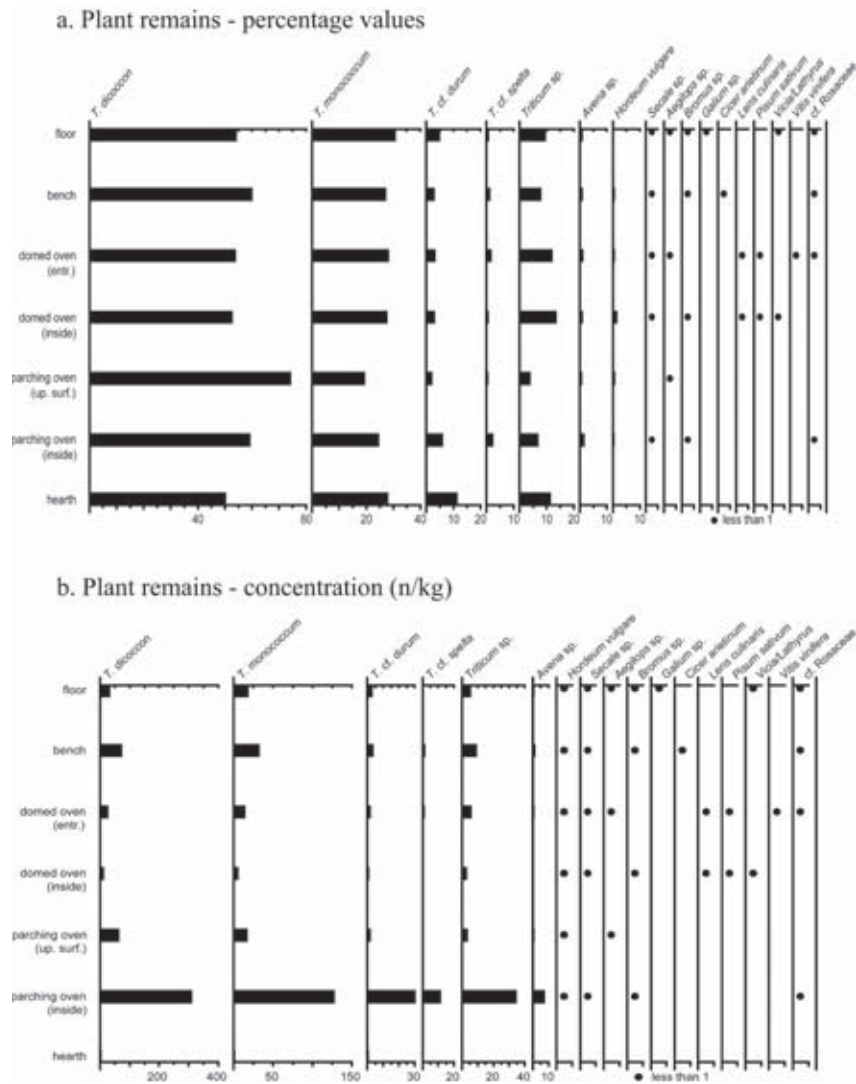 a. Plant remains - percentage values
T. dicoccon
T. monococcum
T. cf. durum
T. cf. spelta
Triticum sp.
Avena sp.
Hordeum vulgare
Secale sp.
Aegilops sp.
Bromus sp.
Galium sp.
Cicer arietinum
Lens culinaris
Pisum sativum
Vicia/Lathyrus
Vitis vinifera
cf. Rosaceae
floor
bench
domed oven
(entr.)
domed oven
(inside)
parching oven
(up. surf.)
parching oven
(inside)
hearth
40 80 20 40 10 20 10 10 20 10 10
less than 1
b. Plant remains - concentration (n/kg)
T. dicoccon
T. monococcum
T. cf. durum
T. cf. spelta
Triticum sp.
Avena sp.
Hordeum vulgare
Secale sp.
Aegilops sp.
Bromus sp.
Galium sp.
Cicer arietinum
Lens culinaris
Pisum sativum
Vicia/Lathyrus
Vitis vinifera
cf. Rosaceae
floor
bench
domed oven
(entr.)
domed oven
(inside)
parching oven
(up. surf.)
parching oven
(inside)
hearth
200 400 50 150 30 20 40 10
less than 1